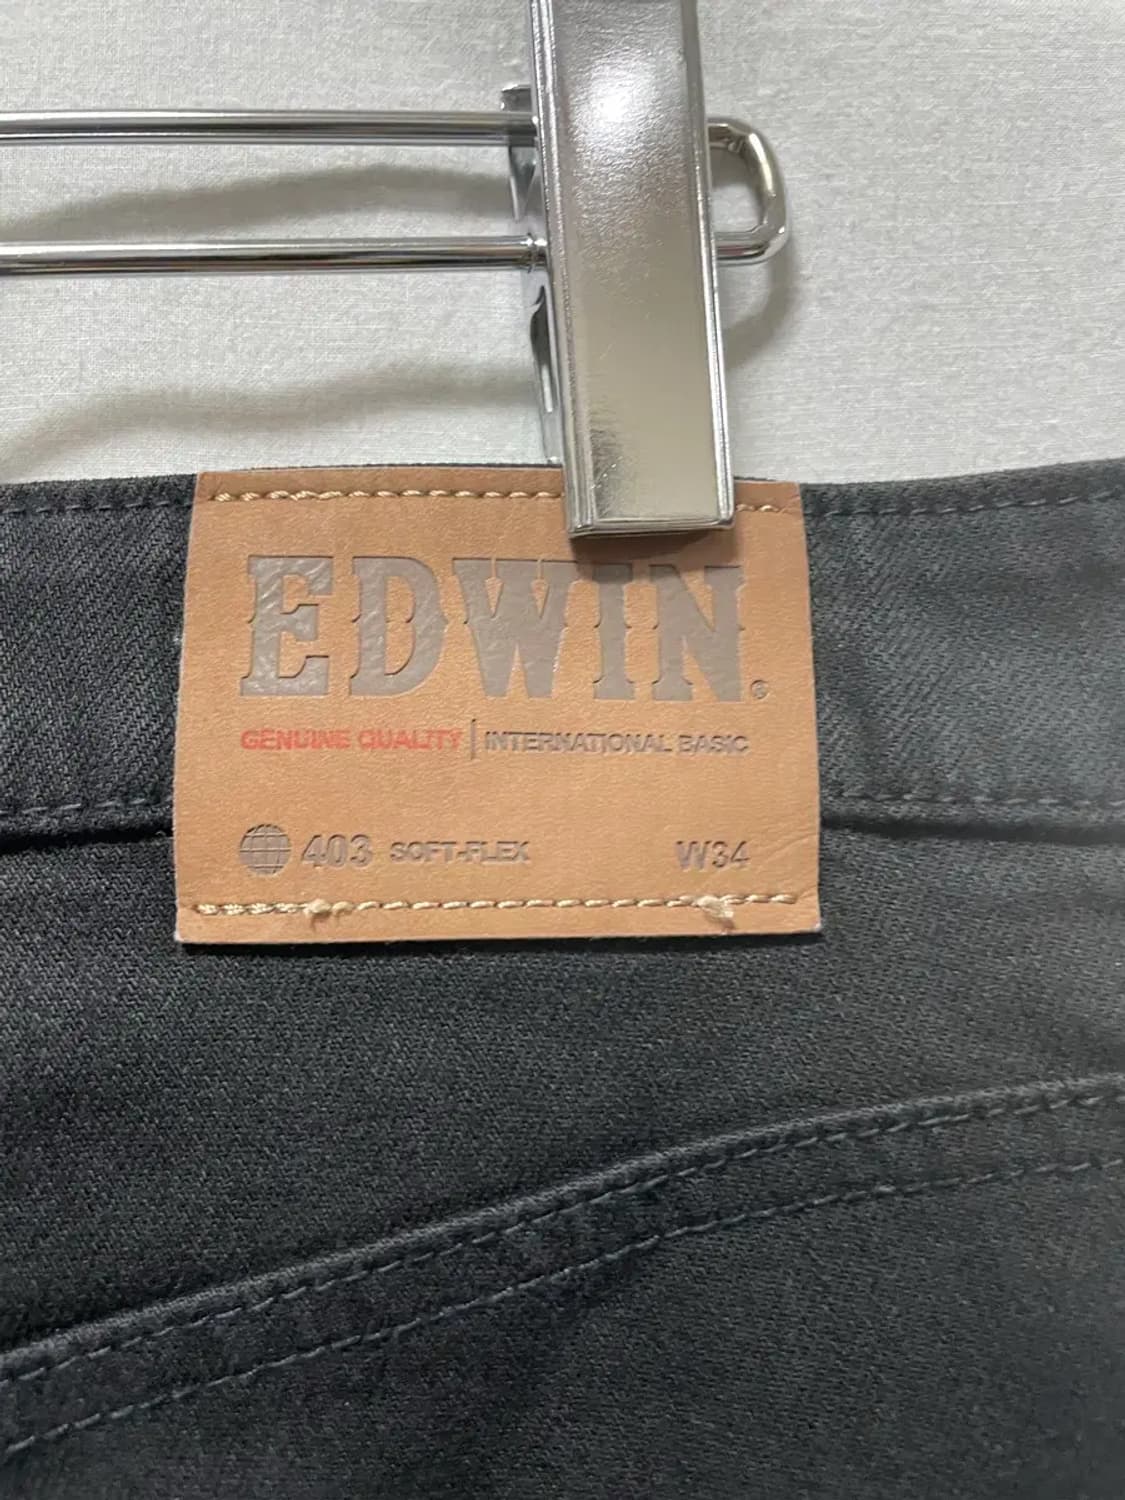 EDWIN®
GENUINE QUALITY | INTERNATIONAL BASIC
403 SOFT-FLEX W34